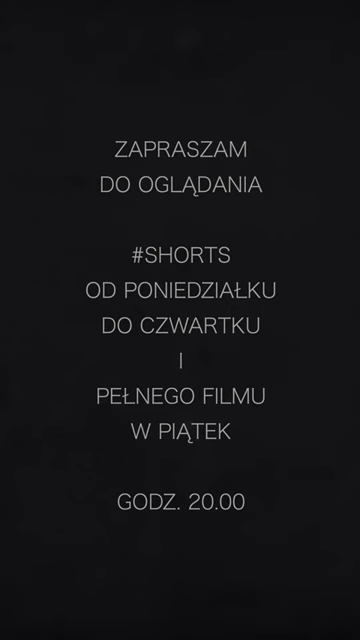 ZAPRASZAM
DO OGLĄDANIA
#SHORTS
OD PONIEDZIAŁKU
DO CZWARTKU
I
PEŁNEGO FILMU
W PIĄTEK
GODZ. 20.00